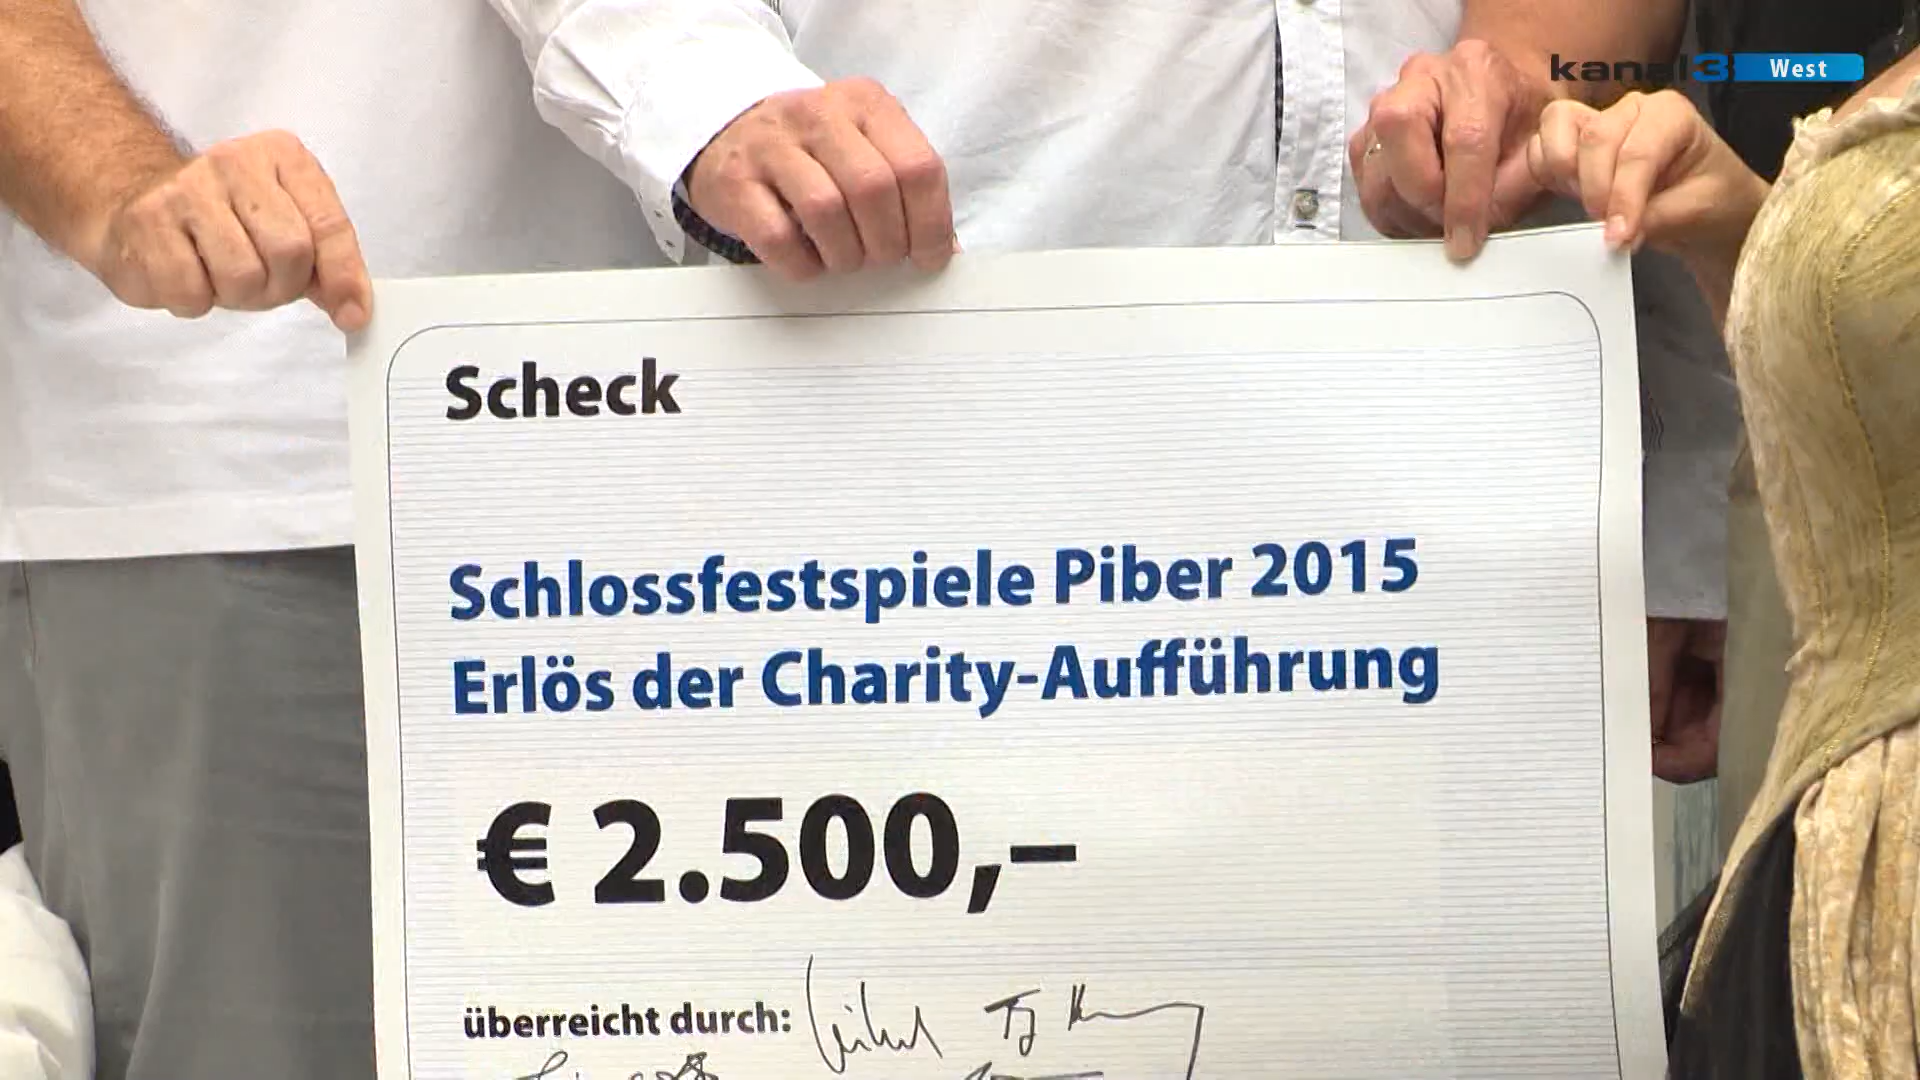 kanal3 West
Scheck
Schlossfestspiele Piber 2015
Erlös der Charity-Aufführung
€ 2.500,–
überreicht durch: